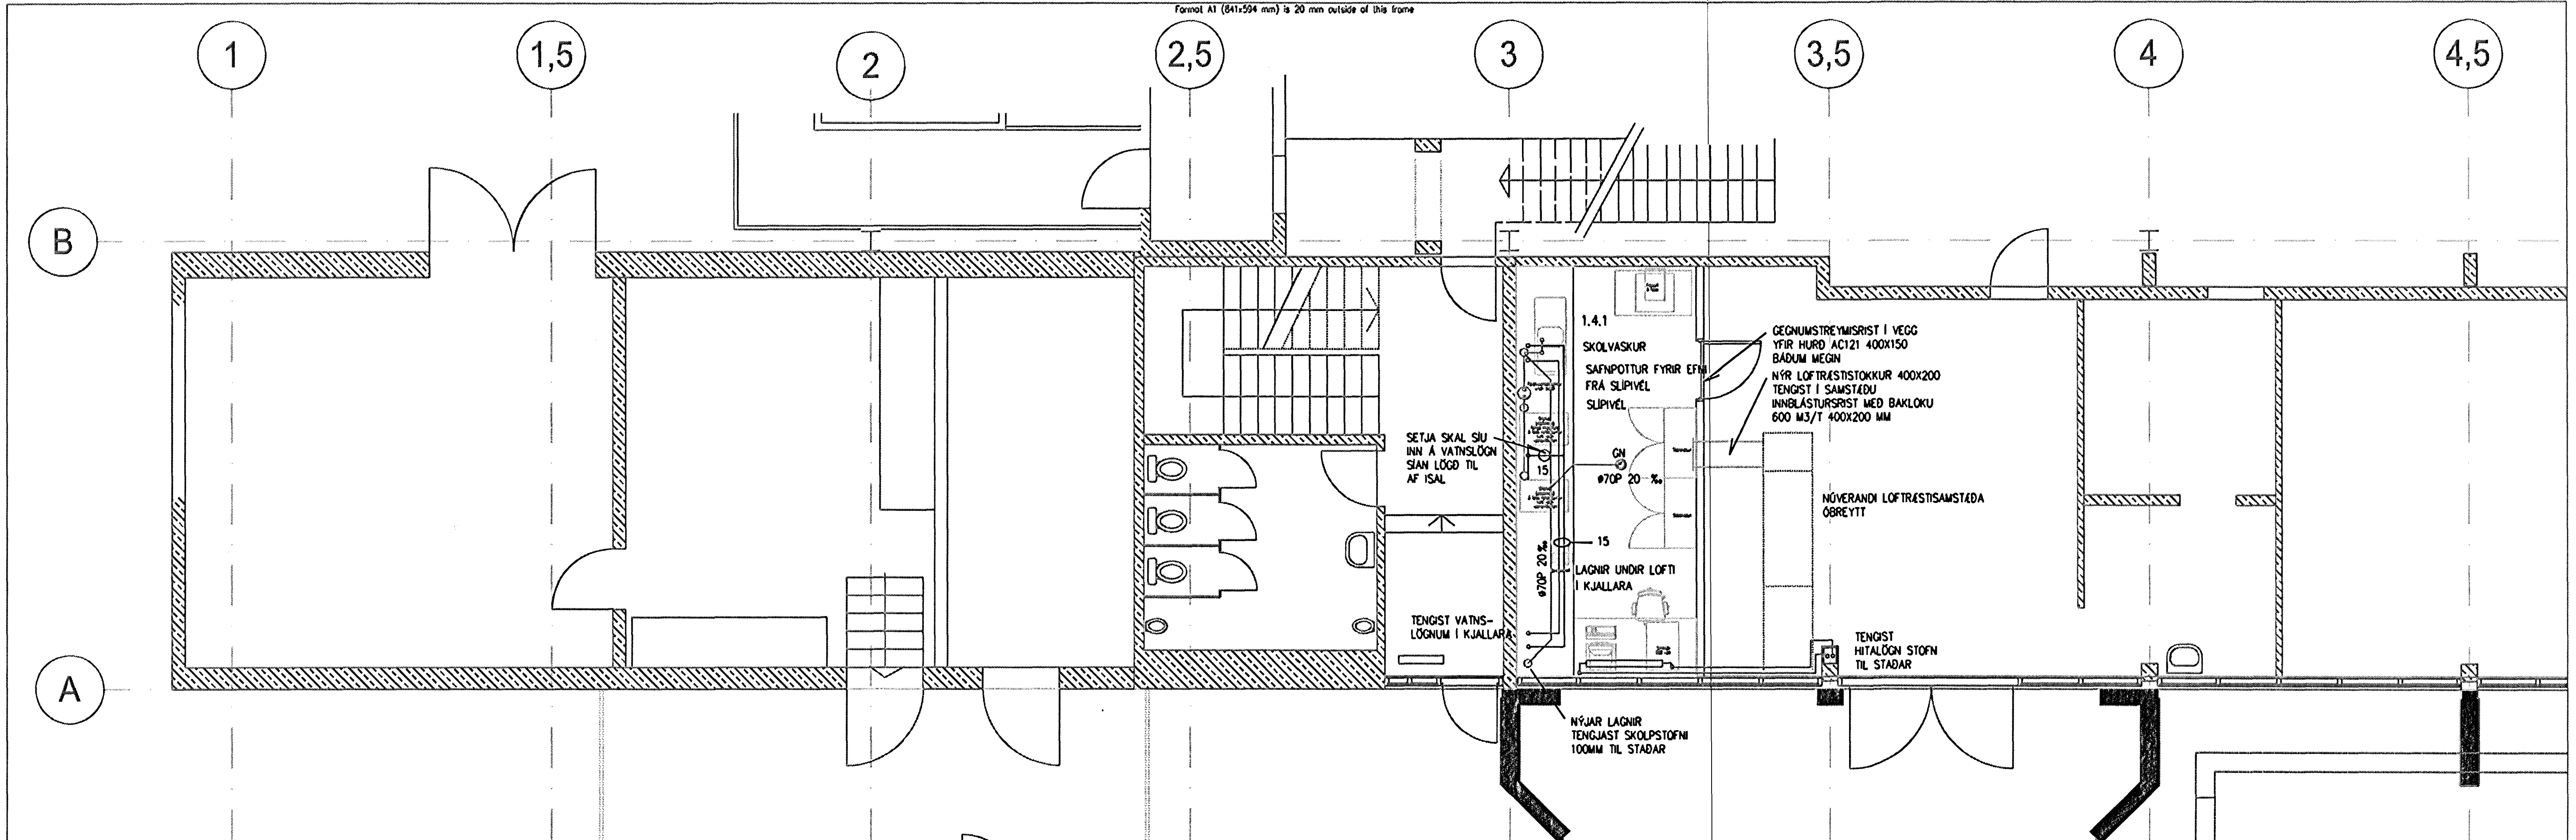 Format A1 (841x594 mm) is 20 mm outside of this frame
1
1,5
2
2,5
3
3,5
4
4,5
B
A
1.4.1
SKOLVASKUR
SAFNPOTTUR FYRIR EFNI
FRÁ SLÍPIVÉL
SLÍPIVÉL
GEGNUMSTREYMISRIST Í VEGG
YFIR HURÐ AC121 400X150
BÁÐUM MEGIN
NÝR LOFTRÆSTISTOKKUR 400X200
TENGIST Í SAMSTÆÐU
INNBLÁSTURSRIST MEÐ BAKLOKU
600 M3/T 400X200 MM
SETJA SKAL SÍU
INN Á VATNSLÖGN
SÍAN LÖGÐ TIL
AF ISAL
15
GN
ø70P 20 ‰
NÚVERANDI LOFTRÆSTISAMSTÆÐA
ÓBREYTT
15
ø70P 20‰
LAGNIR UNDIR LOFTI
Í KJALLARA
TENGIST VATNS-
LÖGNUM Í KJALLARA
TENGIST
HITALÖGN STOFN
TIL STAÐAR
NÝJAR LAGNIR
TENGJAST SKOLPSTOFNI
100MM TIL STAÐAR